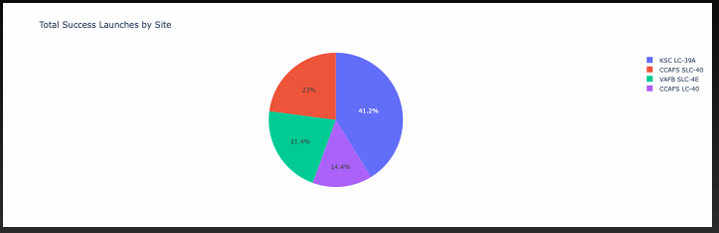 Total Success Launches by Site
KSC LC-39A
CCAFS SLC-40
VAFB SLC-4E
CCAFS LC-40
23%
41.2%
21.4%
14.4%